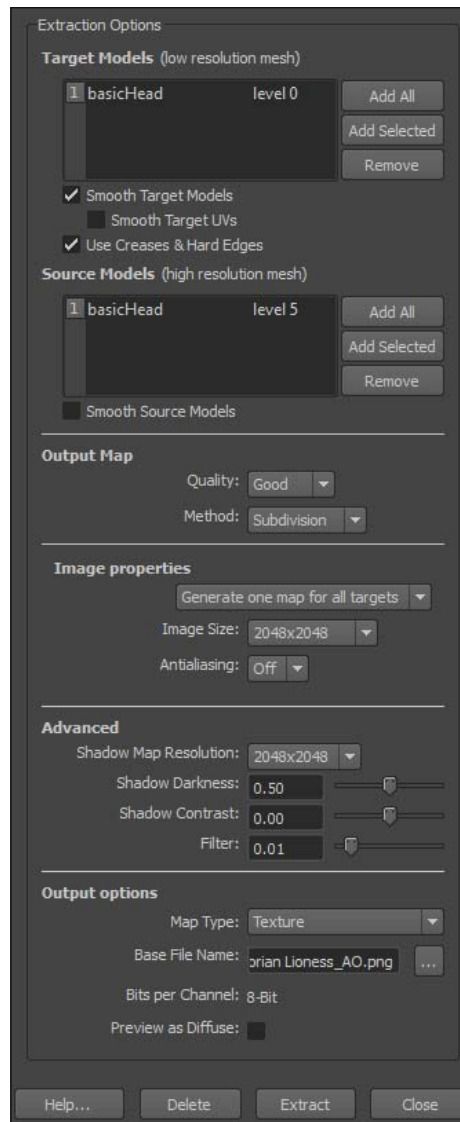 Extraction Options
Target Models (low resolution mesh)
1 basicHead level 0
Add All
Add Selected
Remove
Smooth Target Models
Smooth Target UVs
Use Creases & Hard Edges
Source Models (high resolution mesh)
1 basicHead level 5
Add All
Add Selected
Remove
Smooth Source Models
Output Map
Quality: Good
Method: Subdivision
Image properties
Generate one map for all targets
Image Size: 2048x2048
Antialiasing: Off
Advanced
Shadow Map Resolution: 2048x2048
Shadow Darkness: 0.50
Shadow Contrast: 0.00
Filter: 0.01
Output options
Map Type: Texture
Base File Name: orian Lioness_AO.png ...
Bits per Channel: 8-Bit
Preview as Diffuse:
Help... Delete Extract Close